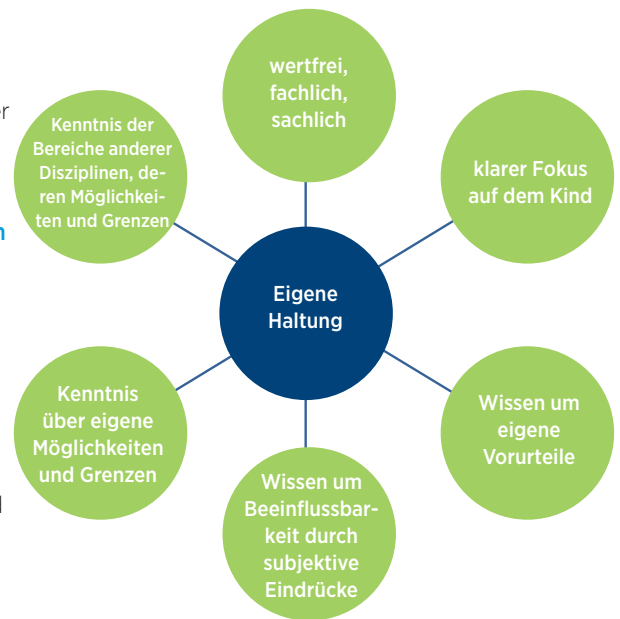 wertfrei,
fachlich,
sachlich
klarer Fokus
auf dem Kind
Wissen um
eigene
Vorurteile
Wissen um
Beeinflussbar-
keit durch
subjektive
Eindrücke
Kenntnis
über eigene
Möglichkeiten
und Grenzen
Kenntnis der
Bereiche anderer
Disziplinen, de-
ren Möglichkei-
ten und Grenzen
Eigene
Haltung